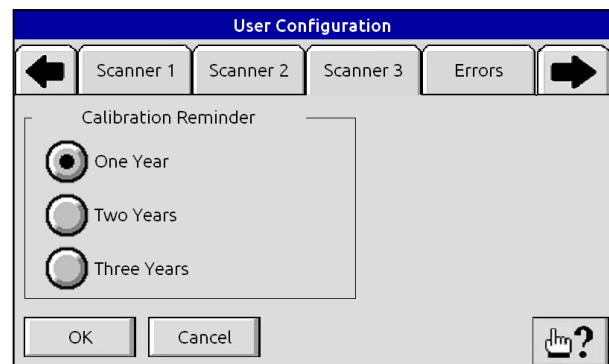 User Configuration
Scanner 1 Scanner 2 Scanner 3 Errors
Calibration Reminder
One Year
Two Years
Three Years
OK Cancel ?